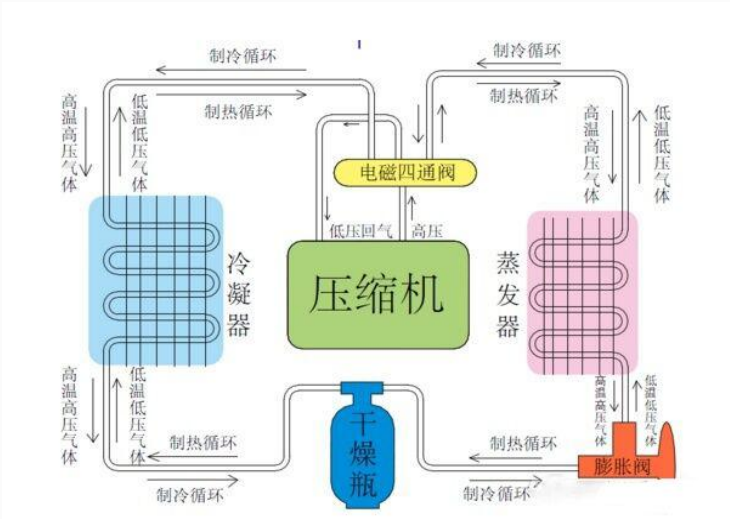 制冷循环
制热循环
制冷循环
制热循环
高温高压气体
低温低压气体
高温高压气体
低温低压气体
电磁四通阀
低压回气
高压
压缩机
冷凝器
蒸发器
高温高压气体
低温低压气体
高温高压气体
低温低压气体
干燥瓶
制热循环
制冷循环
制热循环
制冷循环
膨胀阀